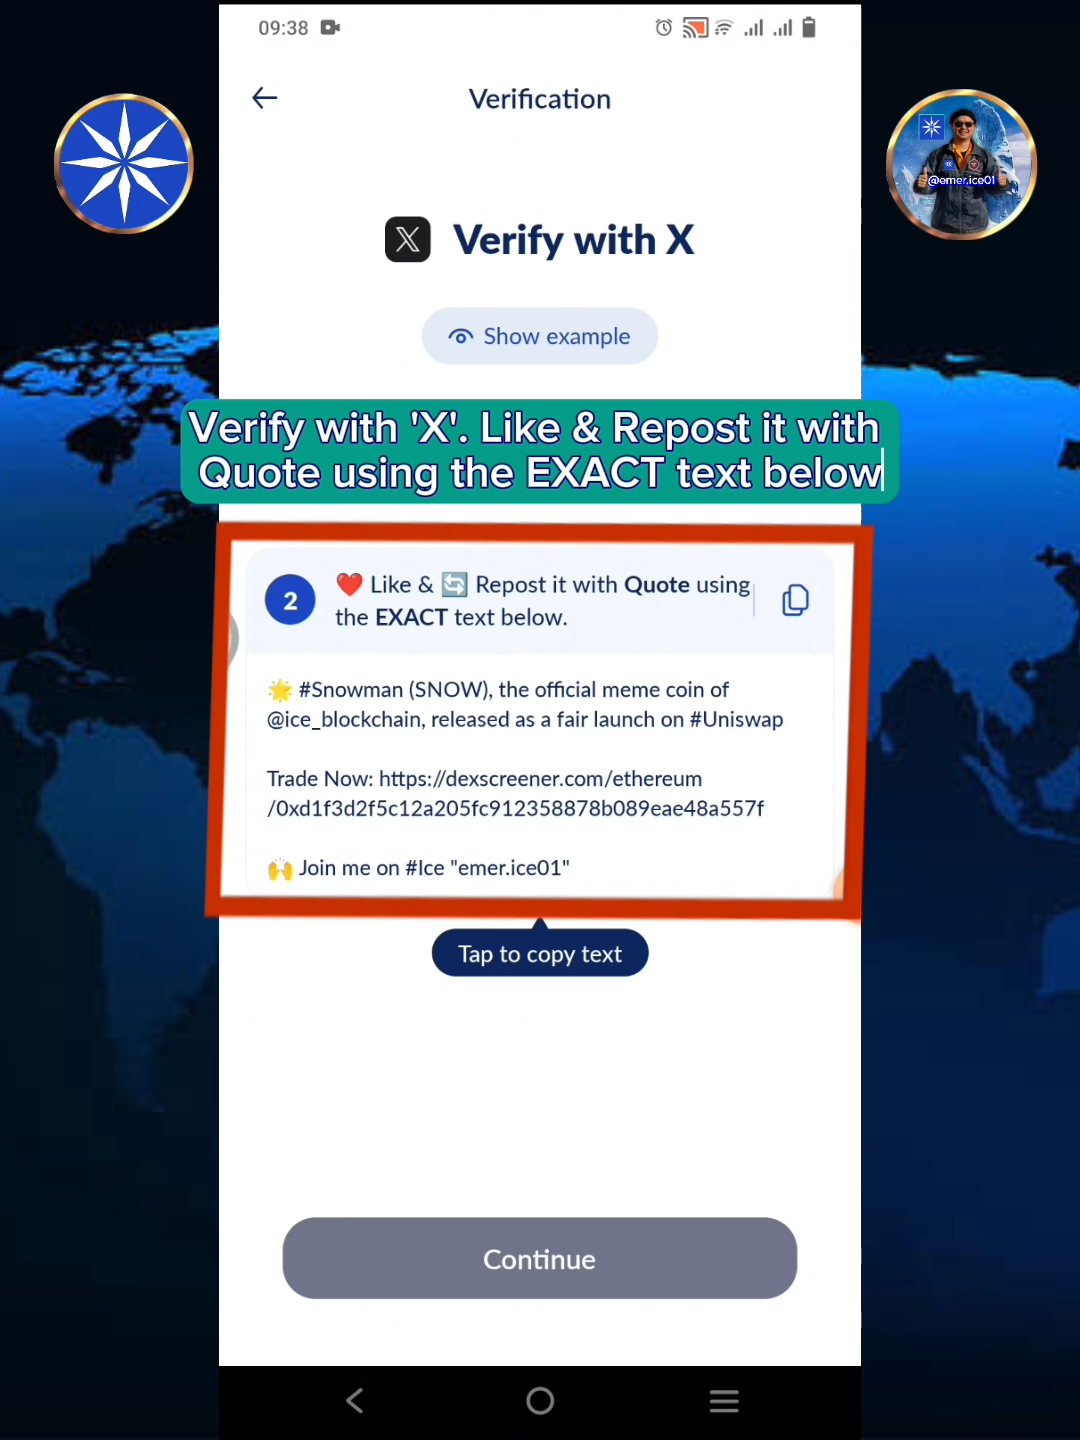 09:38
Verification
@emer.ice01
Verify with X
Show example
Verify with 'X'. Like & Repost it with
Quote using the EXACT text below
2
❤️ Like & 🔄 Repost it with Quote using
the EXACT text below.
🌟 #Snowman (SNOW), the official meme coin of
@ice_blockchain, released as a fair launch on #Uniswap
Trade Now: https://dexscreener.com/ethereum
/0xd1f3d2f5c12a205fc912358878b089eae48a557f
🙌 Join me on #Ice "emer.ice01"
Tap to copy text
Continue